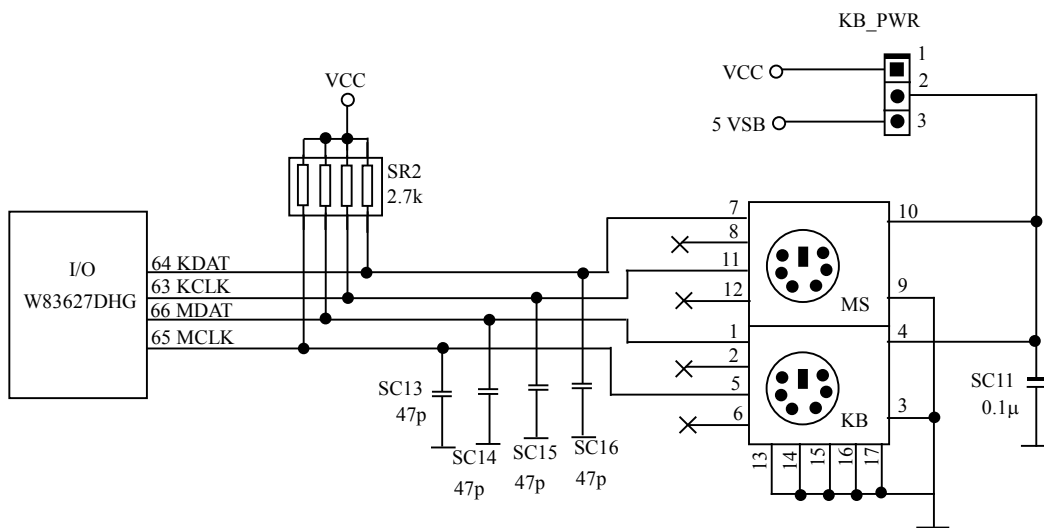 KB_PWR
1
VCC
2
VCC
5 VSB
3
SR2
2.7k
7
10
8
I/O
64 KDAT
11
W83627DHG
63 KCLK
12
MS
9
66 MDAT
65 MCLK
1
4
2
SC13
5
SC11
47p
6
KB
3
0.1μ
SC14
SC15
SC16
47p
47p
47p
13
14
15
16
17